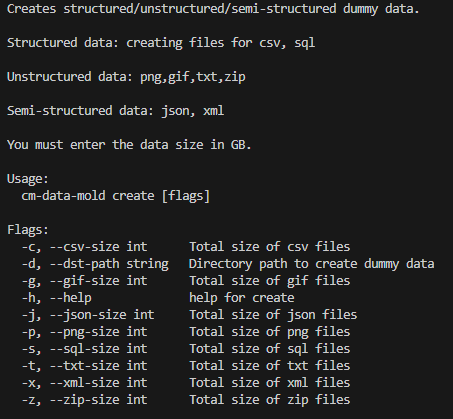 Creates structured/unstructured/semi-structured dummy data.
Structured data: creating files for csv, sql
Unstructured data: png,gif,txt,zip
Semi-structured data: json, xml
You must enter the data size in GB.
Usage:
  cm-data-mold create [flags]
Flags:
  -c, --csv-size int      Total size of csv files
  -d, --dst-path string   Directory path to create dummy data
  -g, --gif-size int      Total size of gif files
  -h, --help              help for create
  -j, --json-size int     Total size of json files
  -p, --png-size int      Total size of png files
  -s, --sql-size int      Total size of sql files
  -t, --txt-size int      Total size of txt files
  -x, --xml-size int      Total size of xml files
  -z, --zip-size int      Total size of zip files